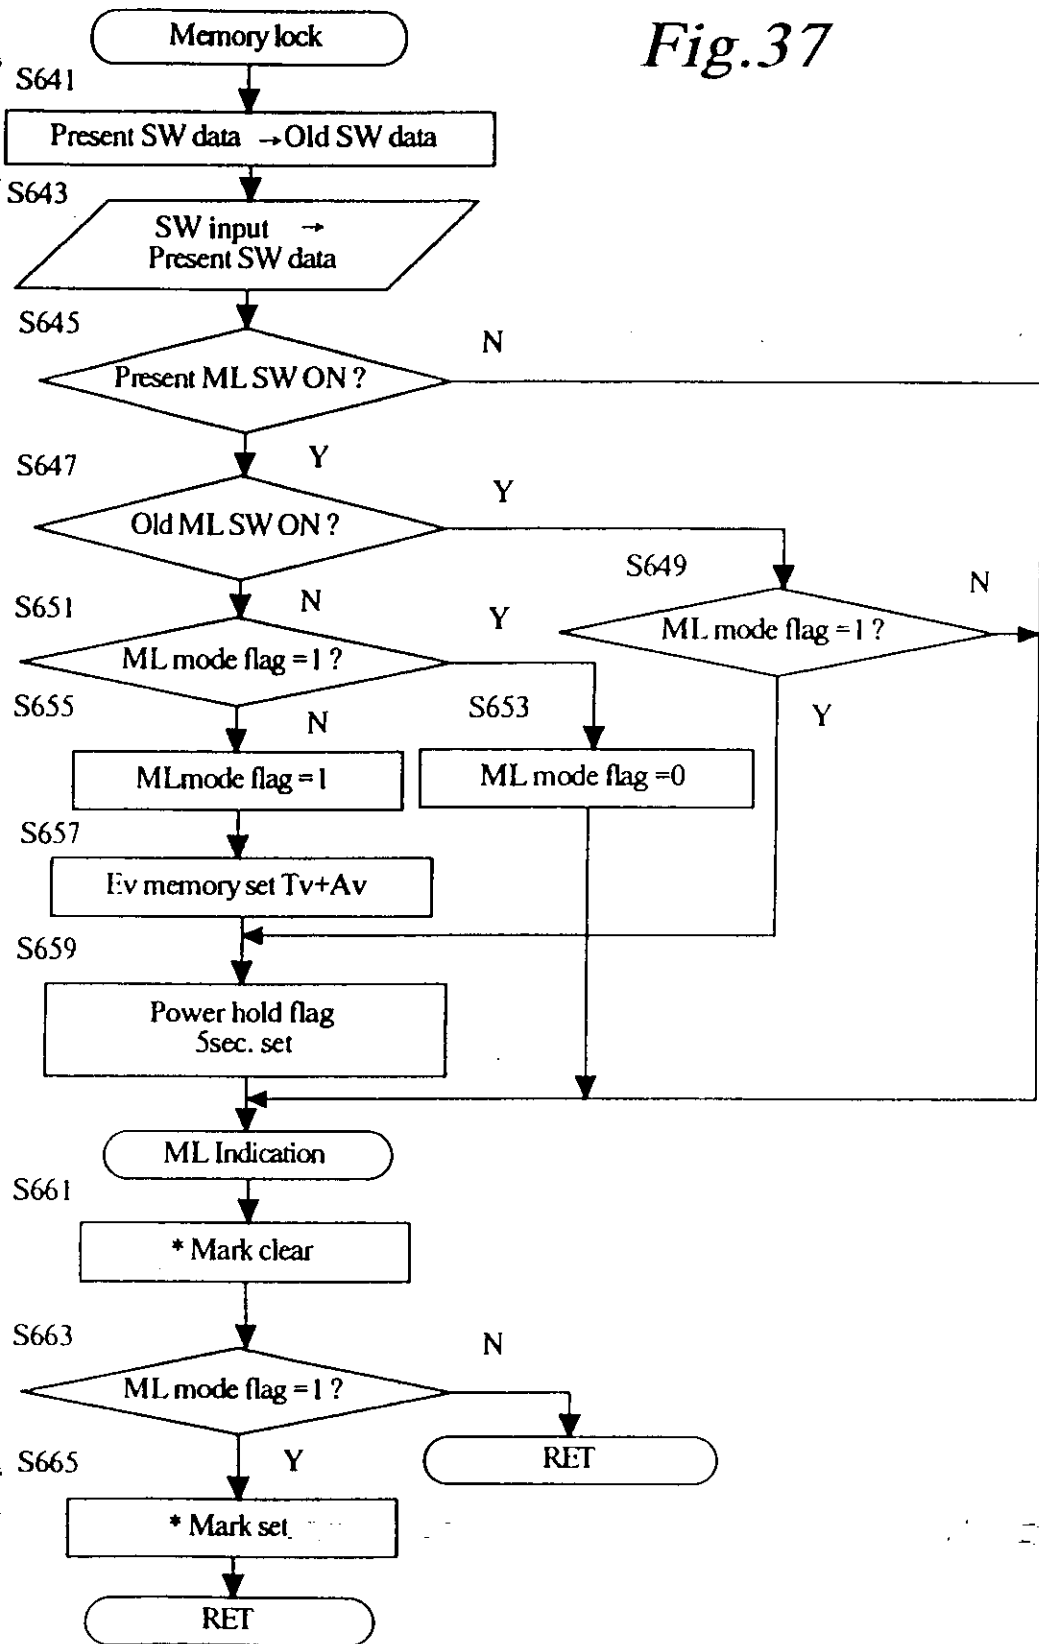 Fig.37
Memory lock
S641
Present SW data →Old SW data
S643
SW input →
Present SW data
S645
Present ML SW ON ?
N
Y
S647
Old ML SW ON ?
Y
N
S649
ML mode flag =1 ?
N
Y
S651
ML mode flag =1 ?
Y
N
S653
ML mode flag =0
S655
MLmode flag =1
S657
Ev memory set Tv+Av
S659
Power hold flag
5sec. set
ML Indication
S661
* Mark clear
S663
ML mode flag =1 ?
N
Y
RET
S665
* Mark set
RET